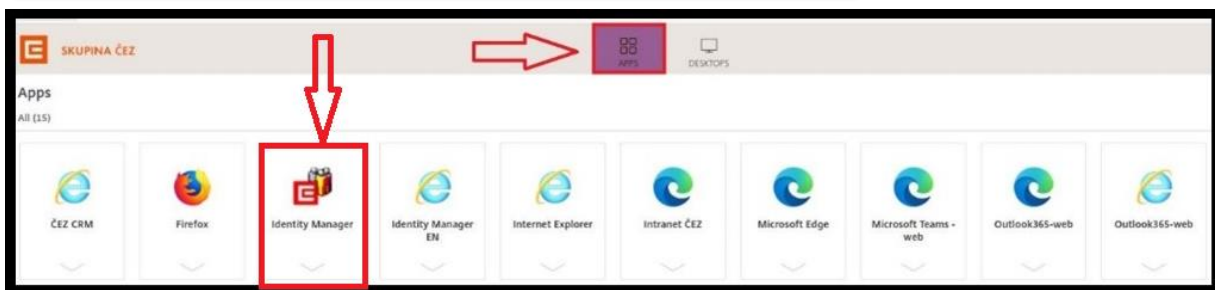 SKUPINA ČEZ
APPS
DESKTOPS
Apps
All (15)
ČEZ CRM
Firefox
Identity Manager
Identity Manager
EN
Internet Explorer
Intranet ČEZ
Microsoft Edge
Microsoft Teams -
web
Outlook365-web
Outlook365-web